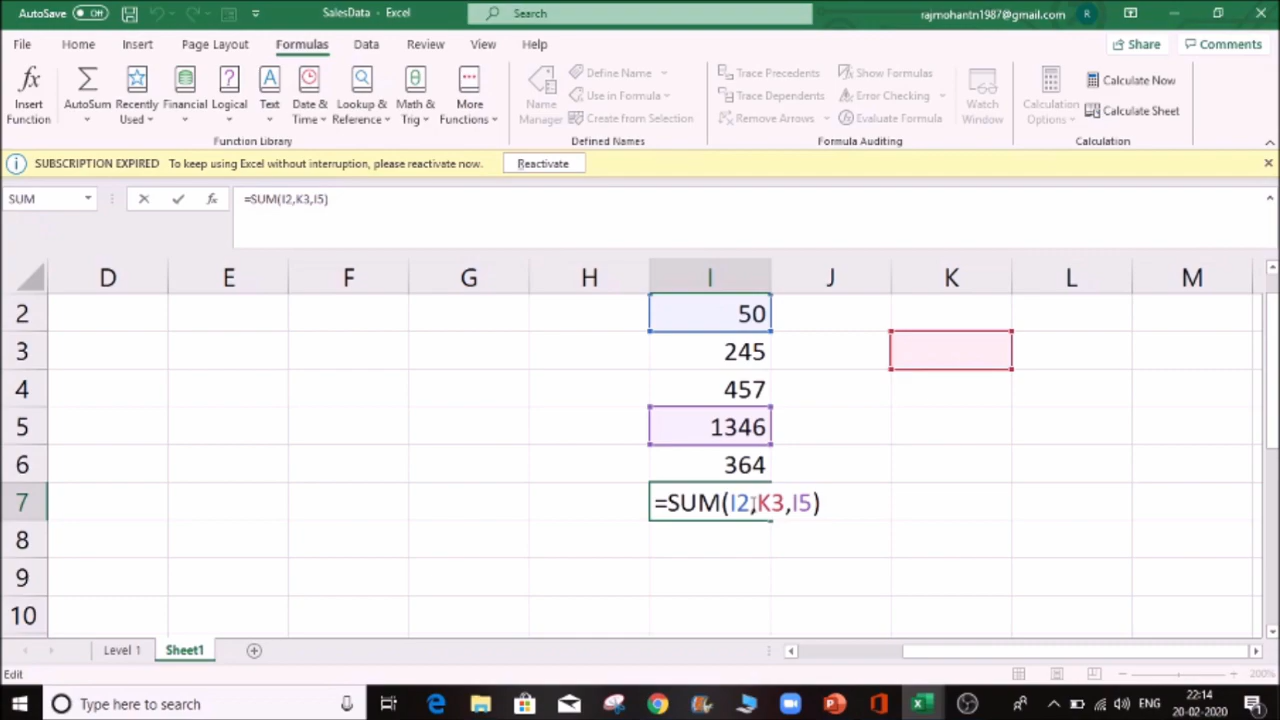 AutoSave Off SalesData - Excel Search rajmohantn1987@gmail.com R
File Home Insert Page Layout Formulas Data Review View Help Share Comments
Insert Function
AutoSum
Recently Used
Financial
Logical
Text
Date & Time
Lookup & Reference
Math & Trig
More Functions
Function Library
Name Manager
Define Name
Use in Formula
Create from Selection
Defined Names
Trace Precedents
Trace Dependents
Remove Arrows
Show Formulas
Error Checking
Evaluate Formula
Formula Auditing
Watch Window
Calculation Options
Calculate Now
Calculate Sheet
Calculation
SUBSCRIPTION EXPIRED To keep using Excel without interruption, please reactivate now. Reactivate
SUM fx =SUM(I2,K3,I5)
D E F G H I J K L M
2 50
3 245
4 457
5 1346
6 364
7 =SUM(I2,K3,I5)
8
9
10
Level 1 Sheet1
Edit 200%
Type here to search ENG 22:14
20-02-2020